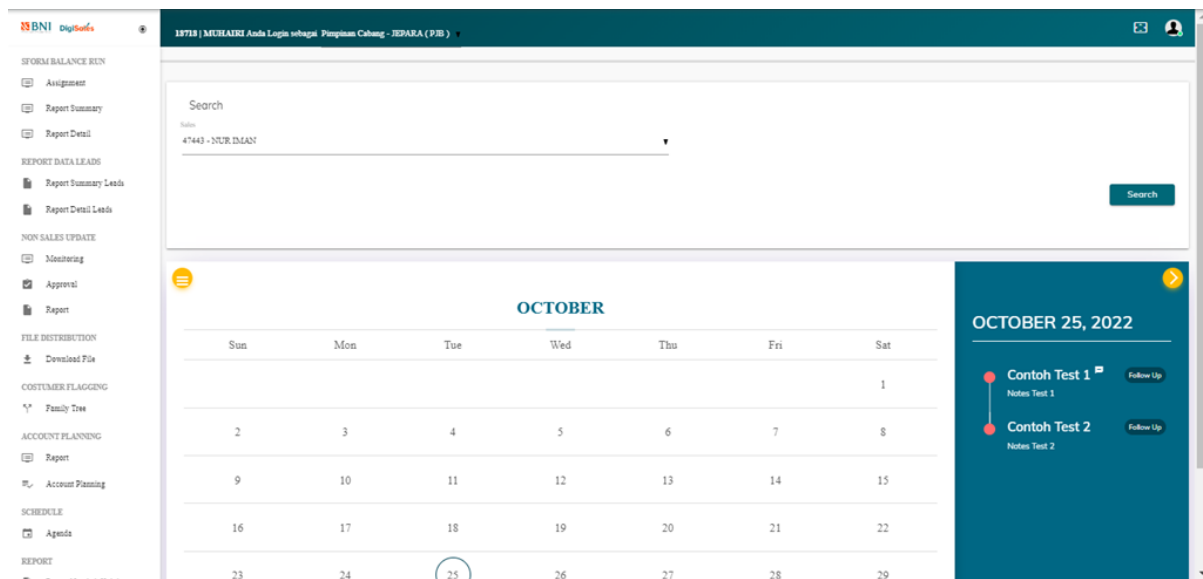 BNI DigiSales
13713 | MUHAIRI Anda Login sebagai Pimpinan Cabang - JEPARA ( PJB )
SFORM BALANCE RUN
Assignment
Report Summary
Report Detail
REPORT DATA LEADS
Report Summary Leads
Report Detail Leads
NON SALES UPDATE
Monitoring
Approval
Report
FILE DISTRIBUTION
Download File
COSTUMER FLAGGING
Family Tree
ACCOUNT PLANNING
Report
Account Planning
SCHEDULE
Agenda
REPORT
Search
Sales
47443 - NUR IMAN
Search
OCTOBER
Sun Mon Tue Wed Thu Fri Sat
1
2 3 4 5 6 7 8
9 10 11 12 13 14 15
16 17 18 19 20 21 22
23 24 25 26 27 28 29
OCTOBER 25, 2022
Contoh Test 1 Follow Up
Notes Test 1
Contoh Test 2 Follow Up
Notes Test 2